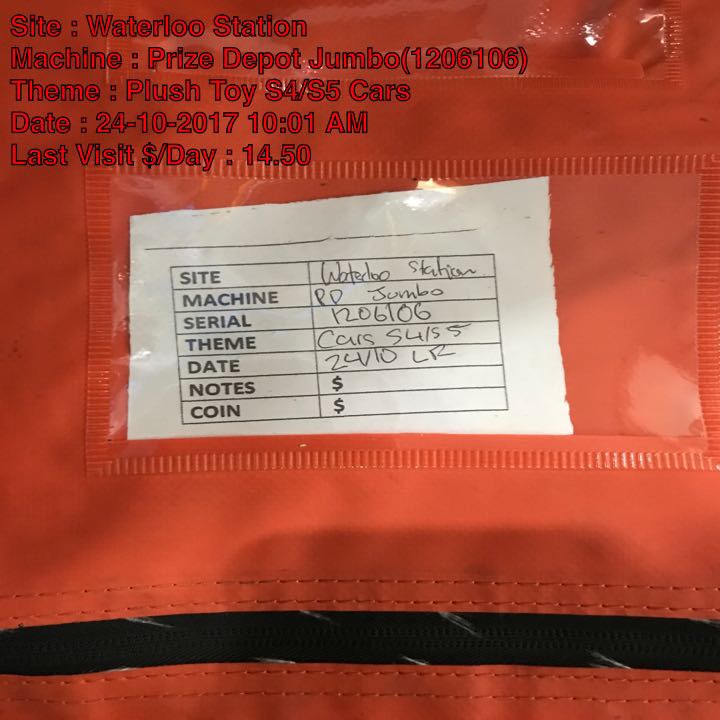 Site : Waterloo Station
Machine : Prize Depot Jumbo(1206106)
Theme : Plush Toy S4/S5 Cars
Date : 24-10-2017 10:01 AM
Last Visit $/Day : 14.50
SITE Waterloo Station
MACHINE PD Jumbo
SERIAL 1206106
THEME Cars S4/S5
DATE 24/10 LR
NOTES $
COIN $